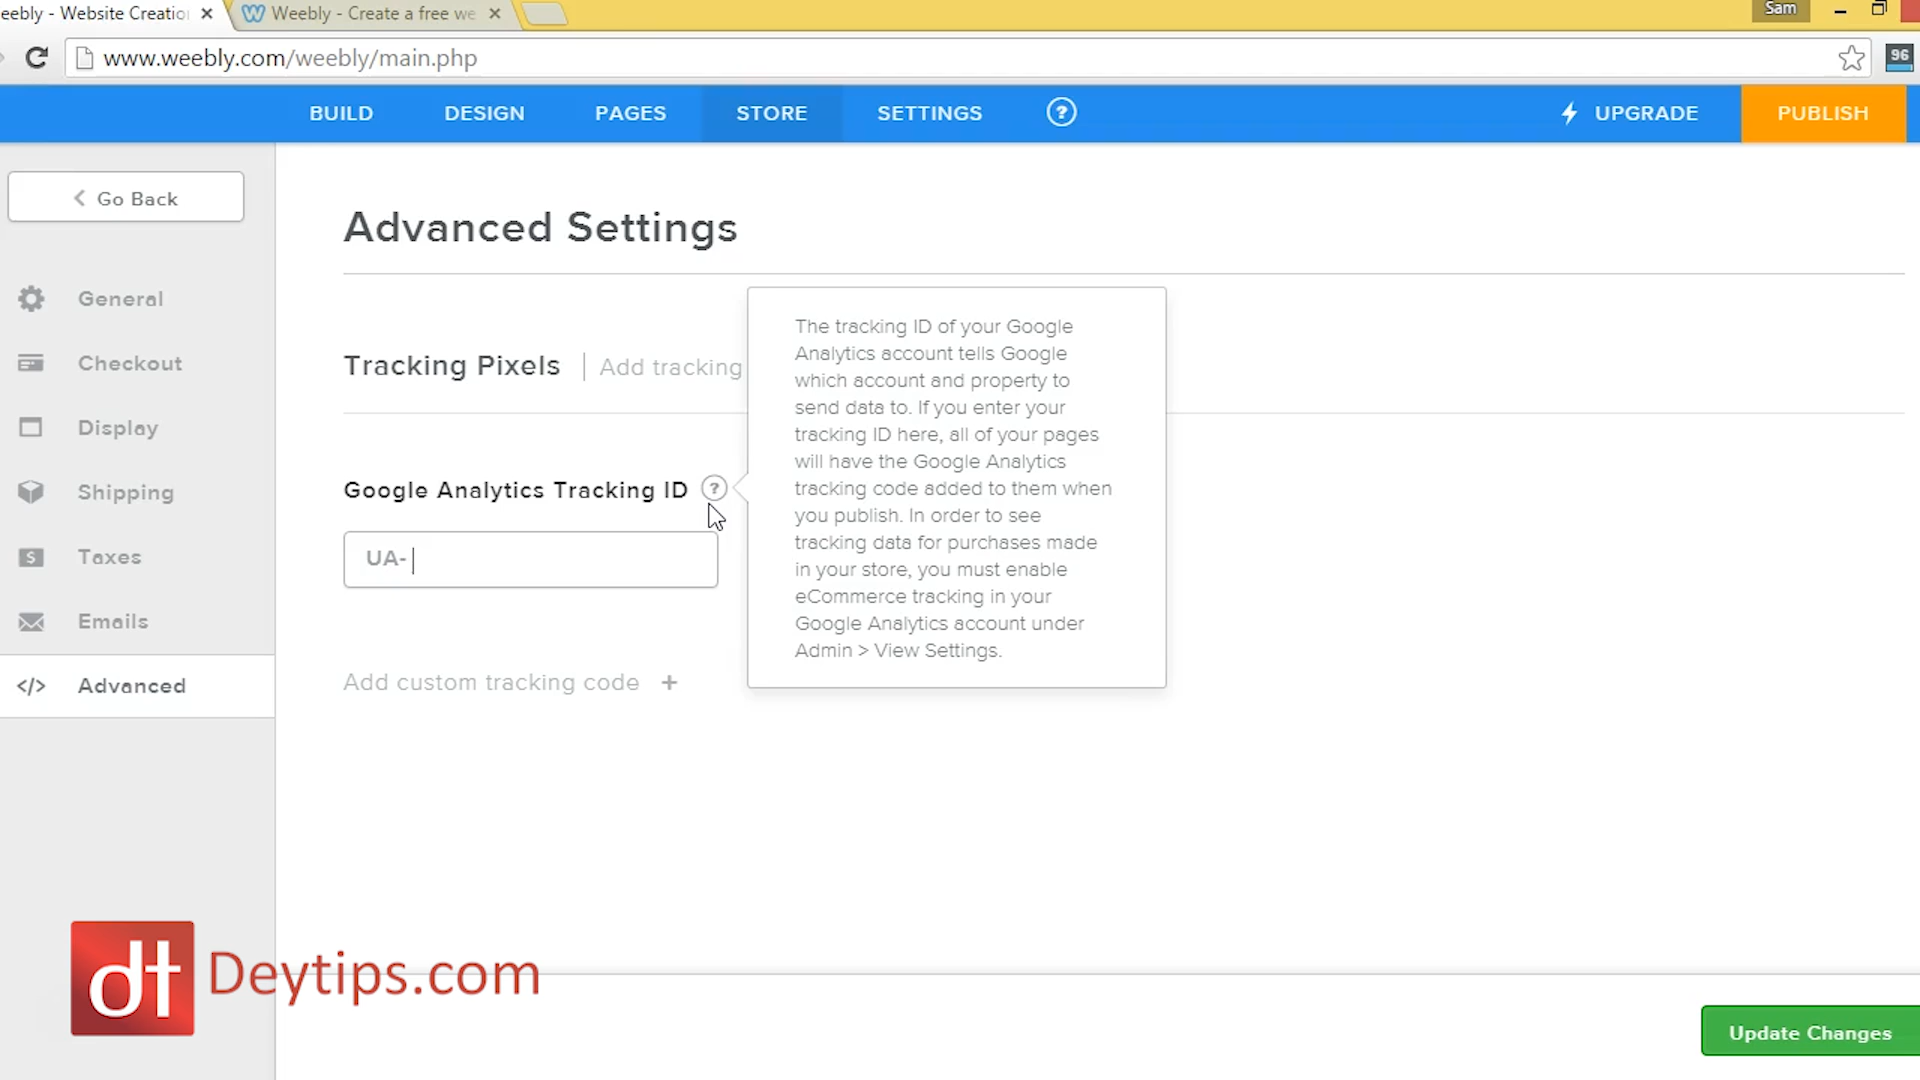 eebly - Website Creation
Weebly - Create a free we
Sam
www.weebly.com/weebly/main.php
96
BUILD
DESIGN
PAGES
STORE
SETTINGS
?
UPGRADE
PUBLISH
Go Back
General
Checkout
Display
Shipping
Taxes
Emails
</> Advanced
Advanced Settings
Tracking Pixels
Add tracking
Google Analytics Tracking ID ?
UA-
Add custom tracking code +
The tracking ID of your Google
Analytics account tells Google
which account and property to
send data to. If you enter your
tracking ID here, all of your pages
will have the Google Analytics
tracking code added to them when
you publish. In order to see
tracking data for purchases made
in your store, you must enable
eCommerce tracking in your
Google Analytics account under
Admin > View Settings.
dt Deytips.com
Update Changes